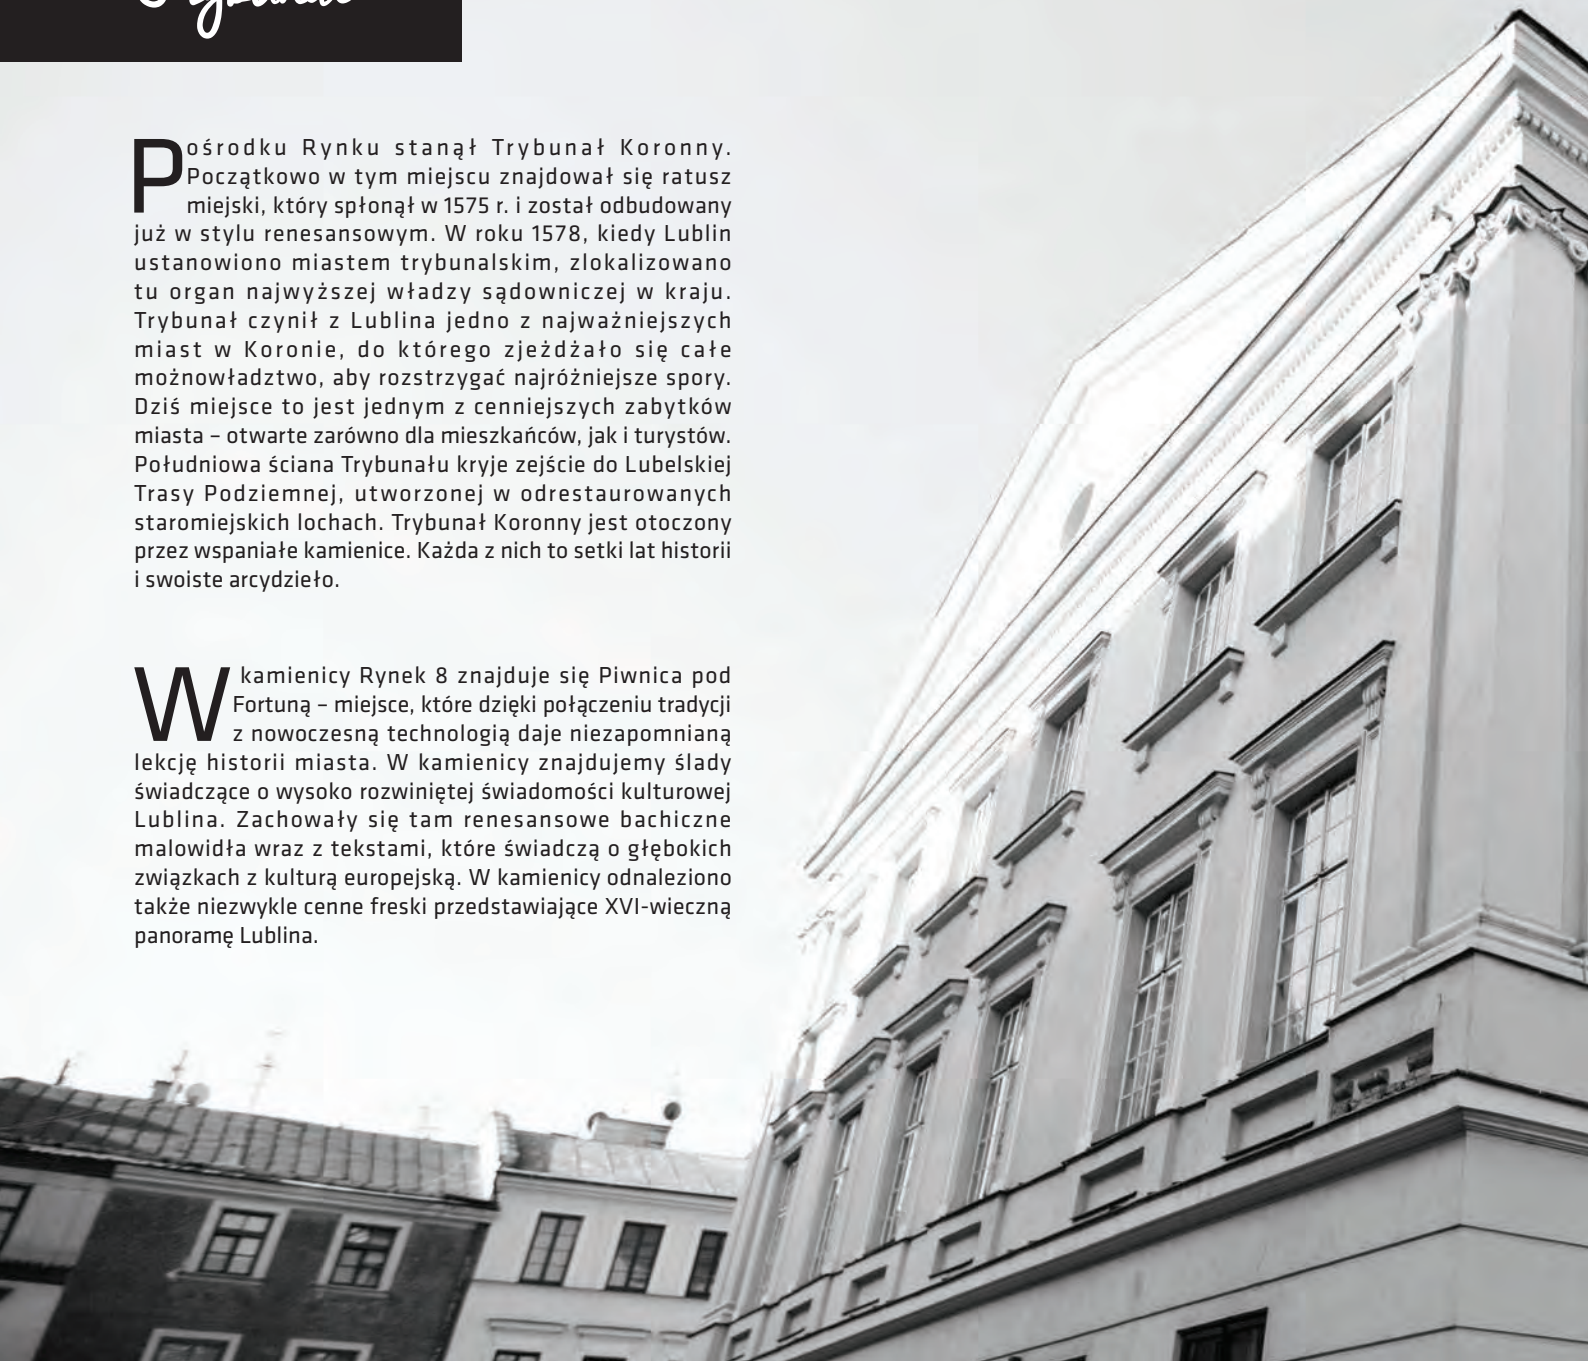 Pośrodku Rynku stanął Trybunał Koronny.
Początkowo w tym miejscu znajdował się ratusz
miejski, który spłonął w 1575 r. i został odbudowany
już w stylu renesansowym. W roku 1578, kiedy Lublin
ustanowiono miastem trybunalskim, zlokalizowano
tu organ najwyższej władzy sądowniczej w kraju.
Trybunał czynił z Lublina jedno z najważniejszych
miast w Koronie, do którego zjeżdżało się całe
możnowładztwo, aby rozstrzygać najróżniejsze spory.
Dziś miejsce to jest jednym z cenniejszych zabytków
miasta – otwarte zarówno dla mieszkańców, jak i turystów.
Południowa ściana Trybunału kryje zejście do Lubelskiej
Trasy Podziemnej, utworzonej w odrestaurowanych
staromiejskich lochach. Trybunał Koronny jest otoczony
przez wspaniałe kamienice. Każda z nich to setki lat historii
i swoiste arcydzieło.
W kamienicy Rynek 8 znajduje się Piwnica pod
Fortuną – miejsce, które dzięki połączeniu tradycji
z nowoczesną technologią daje niezapomnianą
lekcję historii miasta. W kamienicy znajdujemy ślady
świadczące o wysoko rozwiniętej świadomości kulturowej
Lublina. Zachowały się tam renesansowe bachiczne
malowidła wraz z tekstami, które świadczą o głębokich
związkach z kulturą europejską. W kamienicy odnaleziono
także niezwykle cenne freski przedstawiające XVI-wieczną
panoramę Lublina.